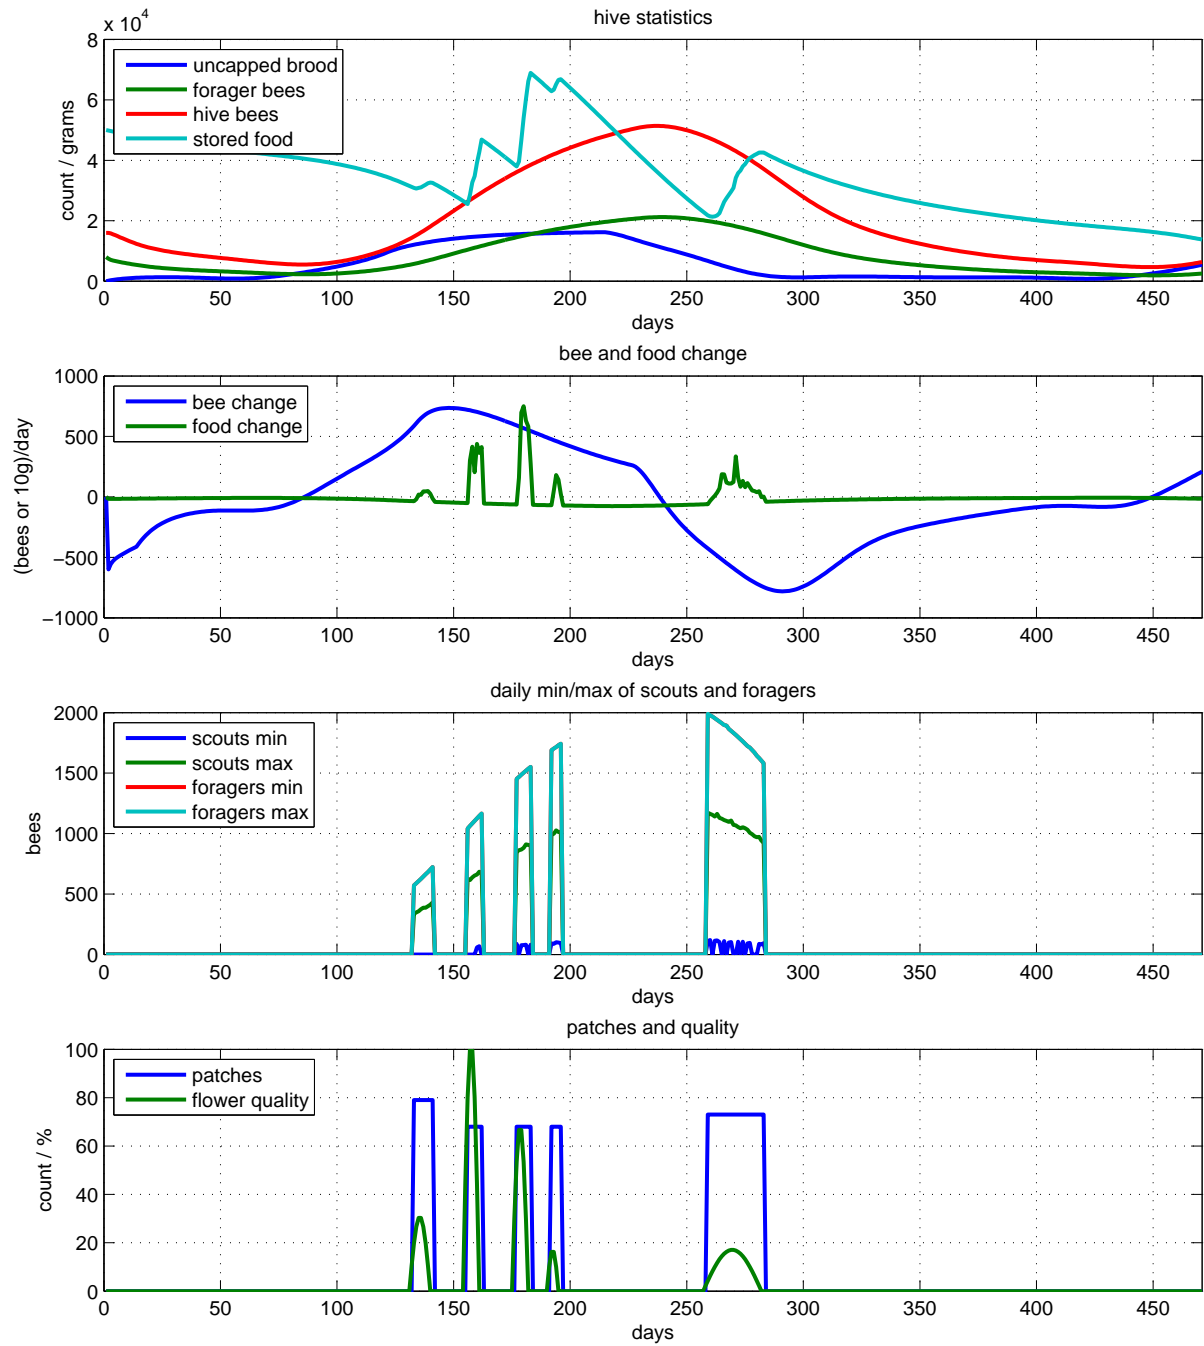 hive statistics
x 10^4
8
6
4
2
0
count / grams
uncapped brood
forager bees
hive bees
stored food
0 50 100 150 200 250 300 350 400 450
days
bee and food change
1000
500
0
−500
−1000
(bees or 10g)/day
bee change
food change
0 50 100 150 200 250 300 350 400 450
days
daily min/max of scouts and foragers
2000
1500
1000
500
0
bees
scouts min
scouts max
foragers min
foragers max
0 50 100 150 200 250 300 350 400 450
days
patches and quality
100
80
60
40
20
0
count / %
patches
flower quality
0 50 100 150 200 250 300 350 400 450
days